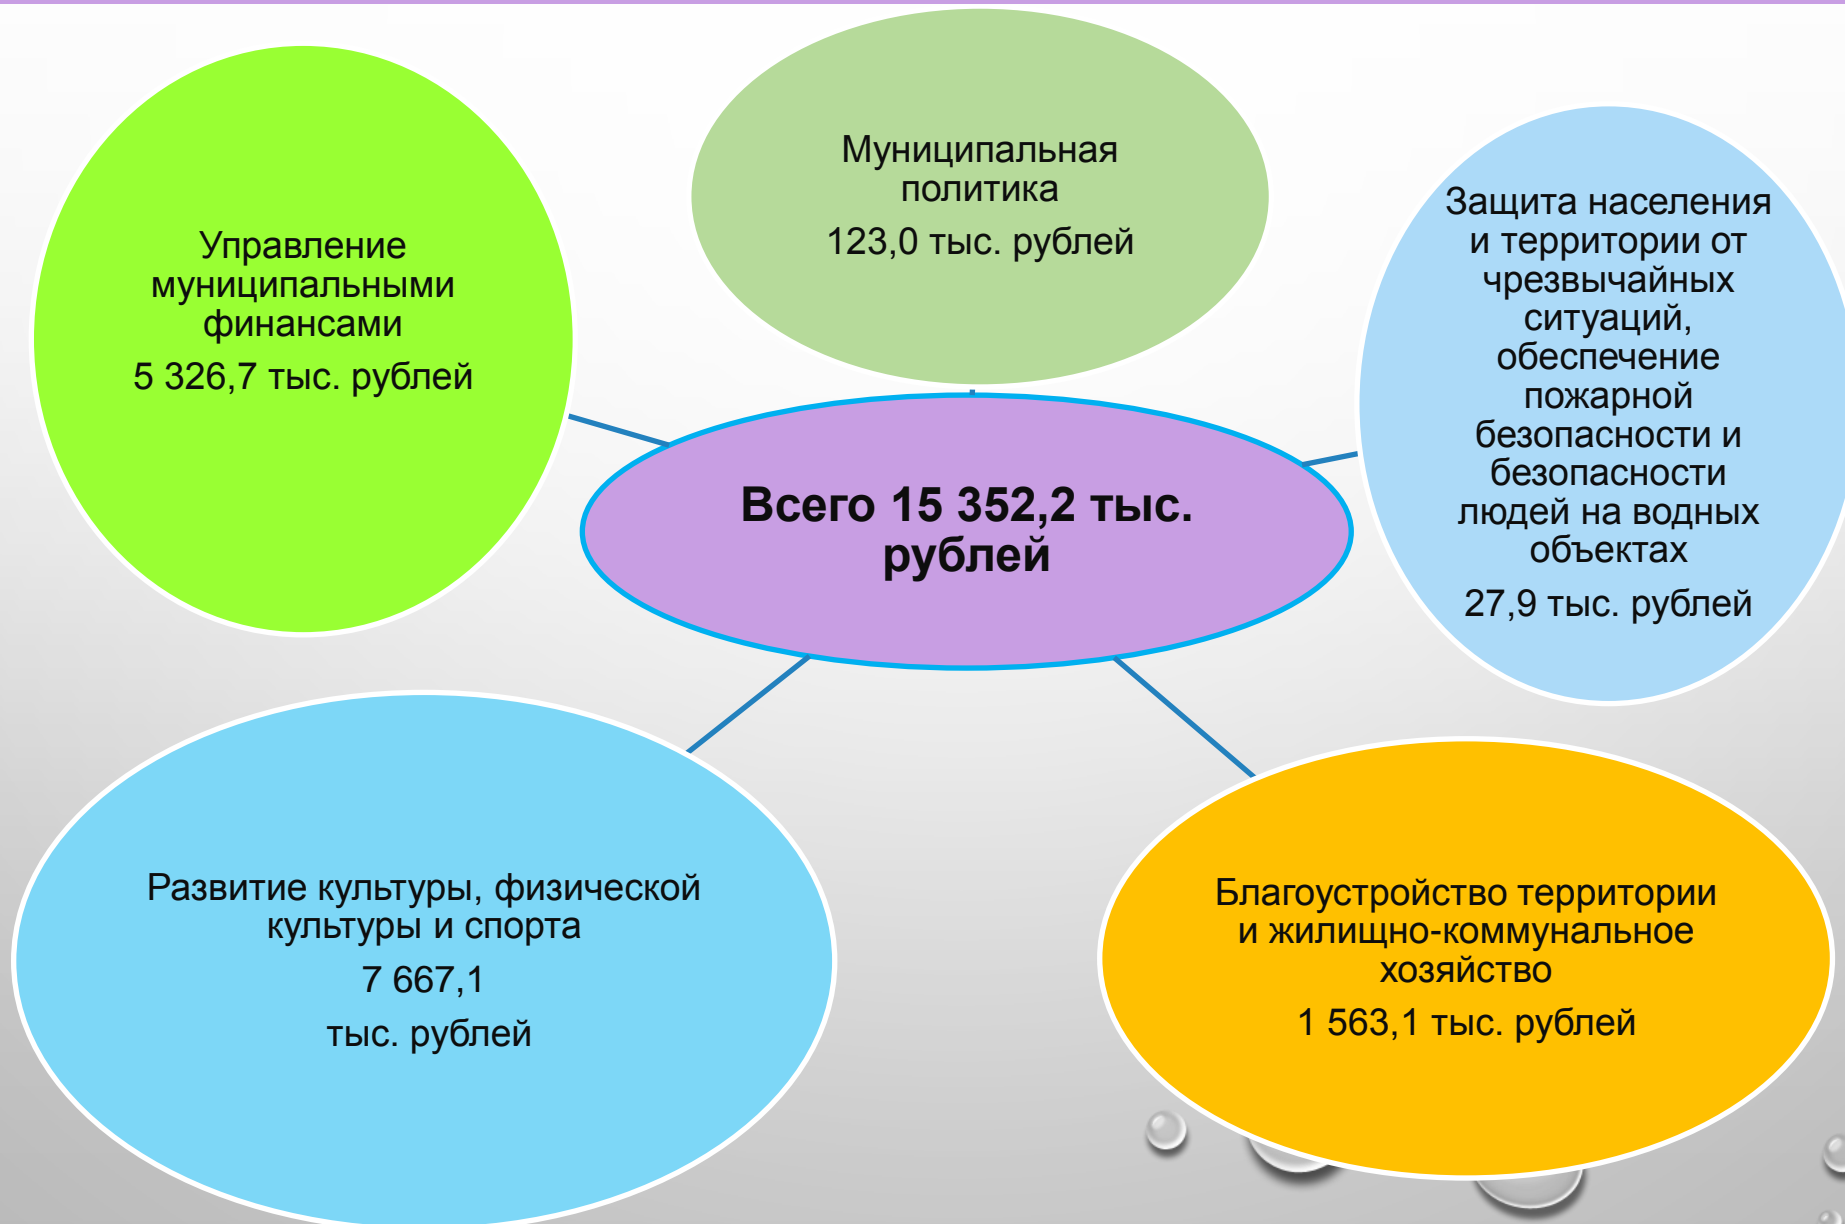 Муниципальная
политика
123,0 тыс. рублей
Управление
муниципальными
финансами
5 326,7 тыс. рублей
Защита населения
и территории от
чрезвычайных
ситуаций,
обеспечение
пожарной
безопасности и
безопасности
людей на водных
объектах
27,9 тыс. рублей
Всего 15 352,2 тыс.
рублей
Развитие культуры, физической
культуры и спорта
7 667,1
тыс. рублей
Благоустройство территории
и жилищно-коммунальное
хозяйство
1 563,1 тыс. рублей